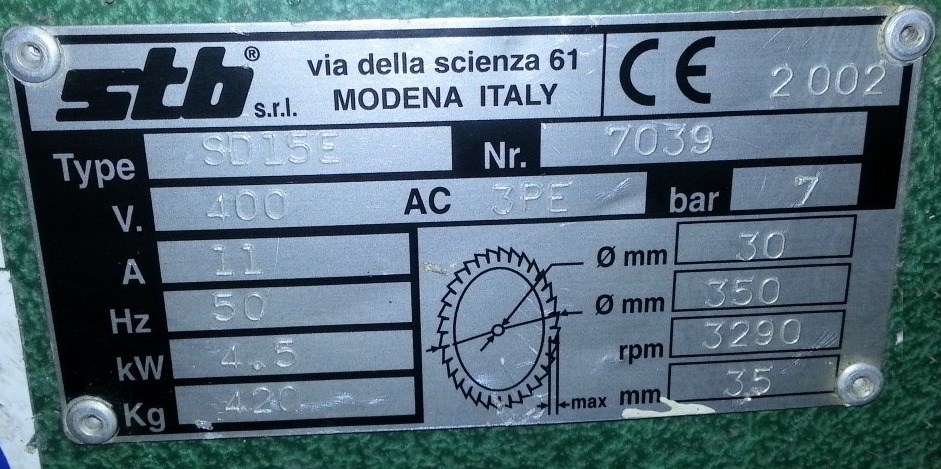 stb® s.r.l. via della scienza 61
MODENA ITALY
CE 2002
Type SD15E Nr. 7039
V. 400 AC 3PE bar 7
A 11
Hz 50
kW 4.5
Kg 420
Ø mm 30
Ø mm 350
rpm 3290
max mm 35